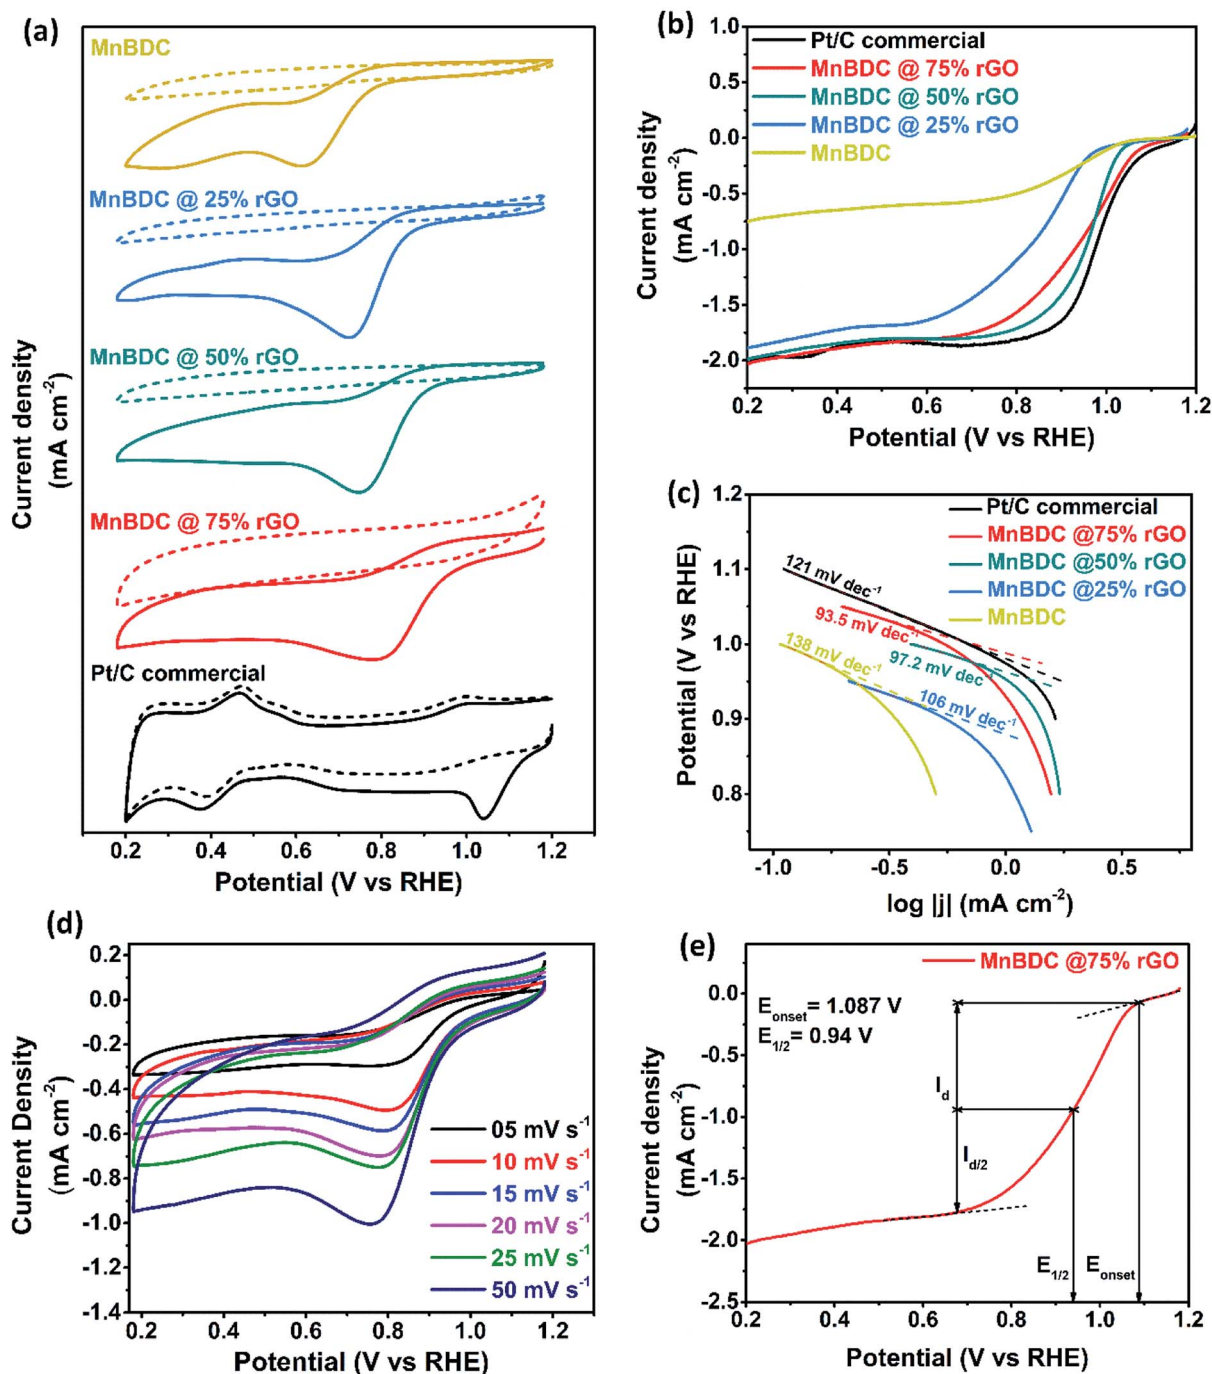 (a)
MnBDC
MnBDC @ 25% rGO
MnBDC @ 50% rGO
MnBDC @ 75% rGO
Pt/C commercial
Current density
(mA cm⁻²)
0.2 0.4 0.6 0.8 1.0 1.2
Potential (V vs RHE)
(b)
Pt/C commercial
MnBDC @ 75% rGO
MnBDC @ 50% rGO
MnBDC @ 25% rGO
MnBDC
1.0
0.5
0.0
-0.5
-1.0
-1.5
-2.0
Current density
(mA cm⁻²)
0.2 0.4 0.6 0.8 1.0 1.2
Potential (V vs RHE)
(c)
Pt/C commercial
MnBDC @75% rGO
MnBDC @50% rGO
MnBDC @25% rGO
MnBDC
121 mV dec⁻¹
93.5 mV dec⁻¹
138 mV dec⁻¹
97.2 mV dec⁻¹
106 mV dec⁻¹
1.2
1.1
1.0
0.9
0.8
Potential (V vs RHE)
-1.0 -0.5 0.0 0.5
log |j| (mA cm⁻²)
(d)
0.2
0.0
-0.2
-0.4
-0.6
-0.8
-1.0
-1.2
-1.4
Current Density
(mA cm⁻²)
05 mV s⁻¹
10 mV s⁻¹
15 mV s⁻¹
20 mV s⁻¹
25 mV s⁻¹
50 mV s⁻¹
0.2 0.4 0.6 0.8 1.0 1.2
Potential (V vs RHE)
(e)
MnBDC @75% rGO
E_onset= 1.087 V
E_1/2= 0.94 V
I_d
I_d/2
E_1/2 E_onset
0.0
-0.5
-1.0
-1.5
-2.0
-2.5
Current density
(mA cm⁻²)
0.2 0.4 0.6 0.8 1.0 1.2
Potential (V vs RHE)